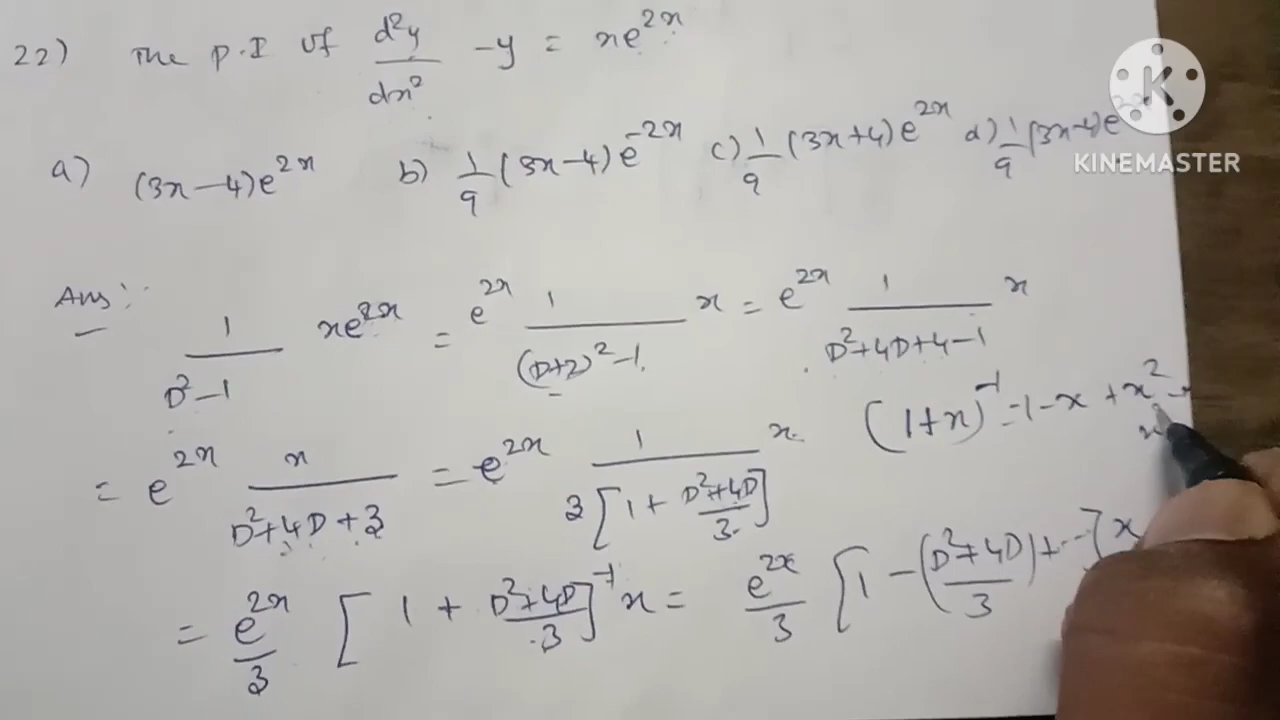 22) The P.I of d²y/dx² - y = xe^2x
a) (3x-4)e^2x b) 1/9 (3x-4)e^-2x c) 1/9 (3x+4)e^2x d) 1/9 (3x-4)e^2x
KINEMASTER
Ans:- 1/(D²-1) xe^2x = e^2x 1/((D+2)²-1) x = e^2x 1/(D²+4D+4-1) x
(1+x)^-1 = 1-x+x²-
= e^2x x/(D²+4D+3) = e^2x 1/(3[1+(D²+4D)/3]) x
= e^2x/3 [1+(D²+4D)/3]^-1 x = e^2x/3 [1-((D²+4D)/3)+...]x